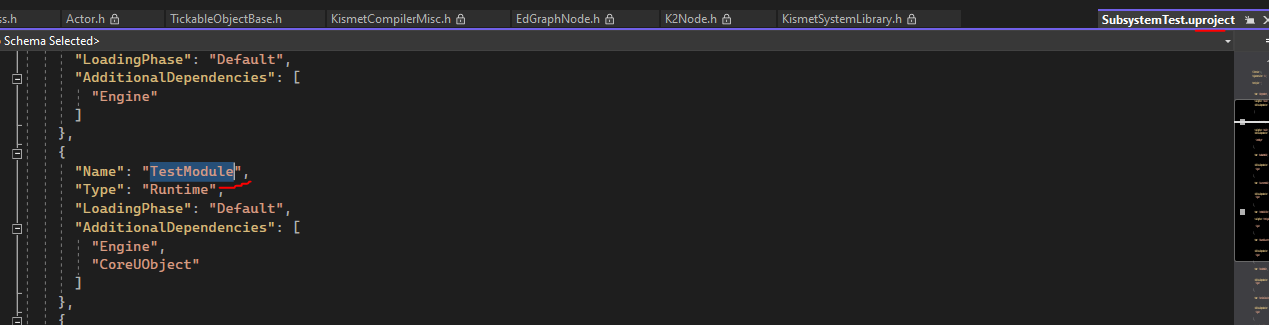 ss.h Actor.h TickableObjectBase.h KismetCompilerMisc.h EdGraphNode.h K2Node.h KismetSystemLibrary.h SubsystemTest.uproject
Schema Selected>
"LoadingPhase": "Default",
"AdditionalDependencies": [
"Engine"
]
},
{
"Name": "TestModule",
"Type": "Runtime",
"LoadingPhase": "Default",
"AdditionalDependencies": [
"Engine",
"CoreUObject"
]
},
{